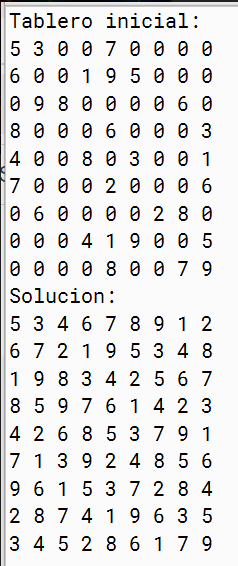 Tablero inicial:
5 3 0 0 7 0 0 0 0
6 0 0 1 9 5 0 0 0
0 9 8 0 0 0 0 6 0
8 0 0 0 6 0 0 0 3
4 0 0 8 0 3 0 0 1
7 0 0 0 2 0 0 0 6
0 6 0 0 0 0 2 8 0
0 0 0 4 1 9 0 0 5
0 0 0 0 8 0 0 7 9
Solucion:
5 3 4 6 7 8 9 1 2
6 7 2 1 9 5 3 4 8
1 9 8 3 4 2 5 6 7
8 5 9 7 6 1 4 2 3
4 2 6 8 5 3 7 9 1
7 1 3 9 2 4 8 5 6
9 6 1 5 3 7 2 8 4
2 8 7 4 1 9 6 3 5
3 4 5 2 8 6 1 7 9